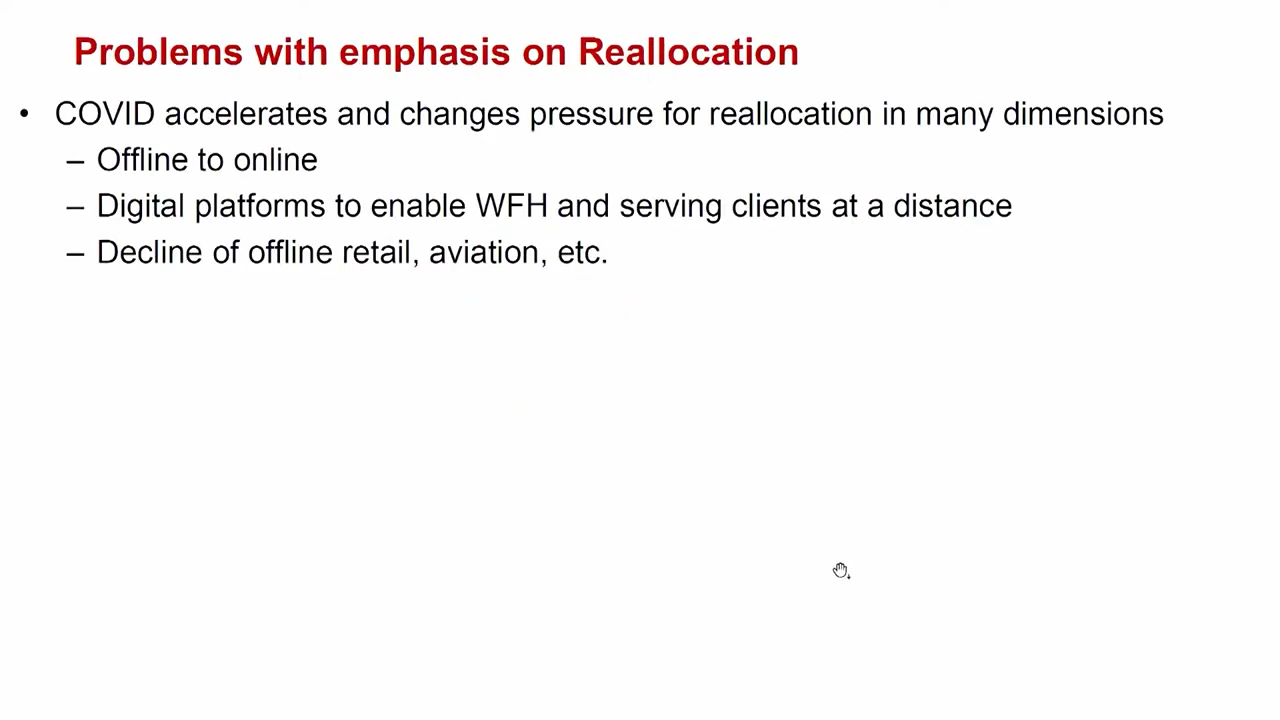 Problems with emphasis on Reallocation
• COVID accelerates and changes pressure for reallocation in many dimensions
– Offline to online
– Digital platforms to enable WFH and serving clients at a distance
– Decline of offline retail, aviation, etc.